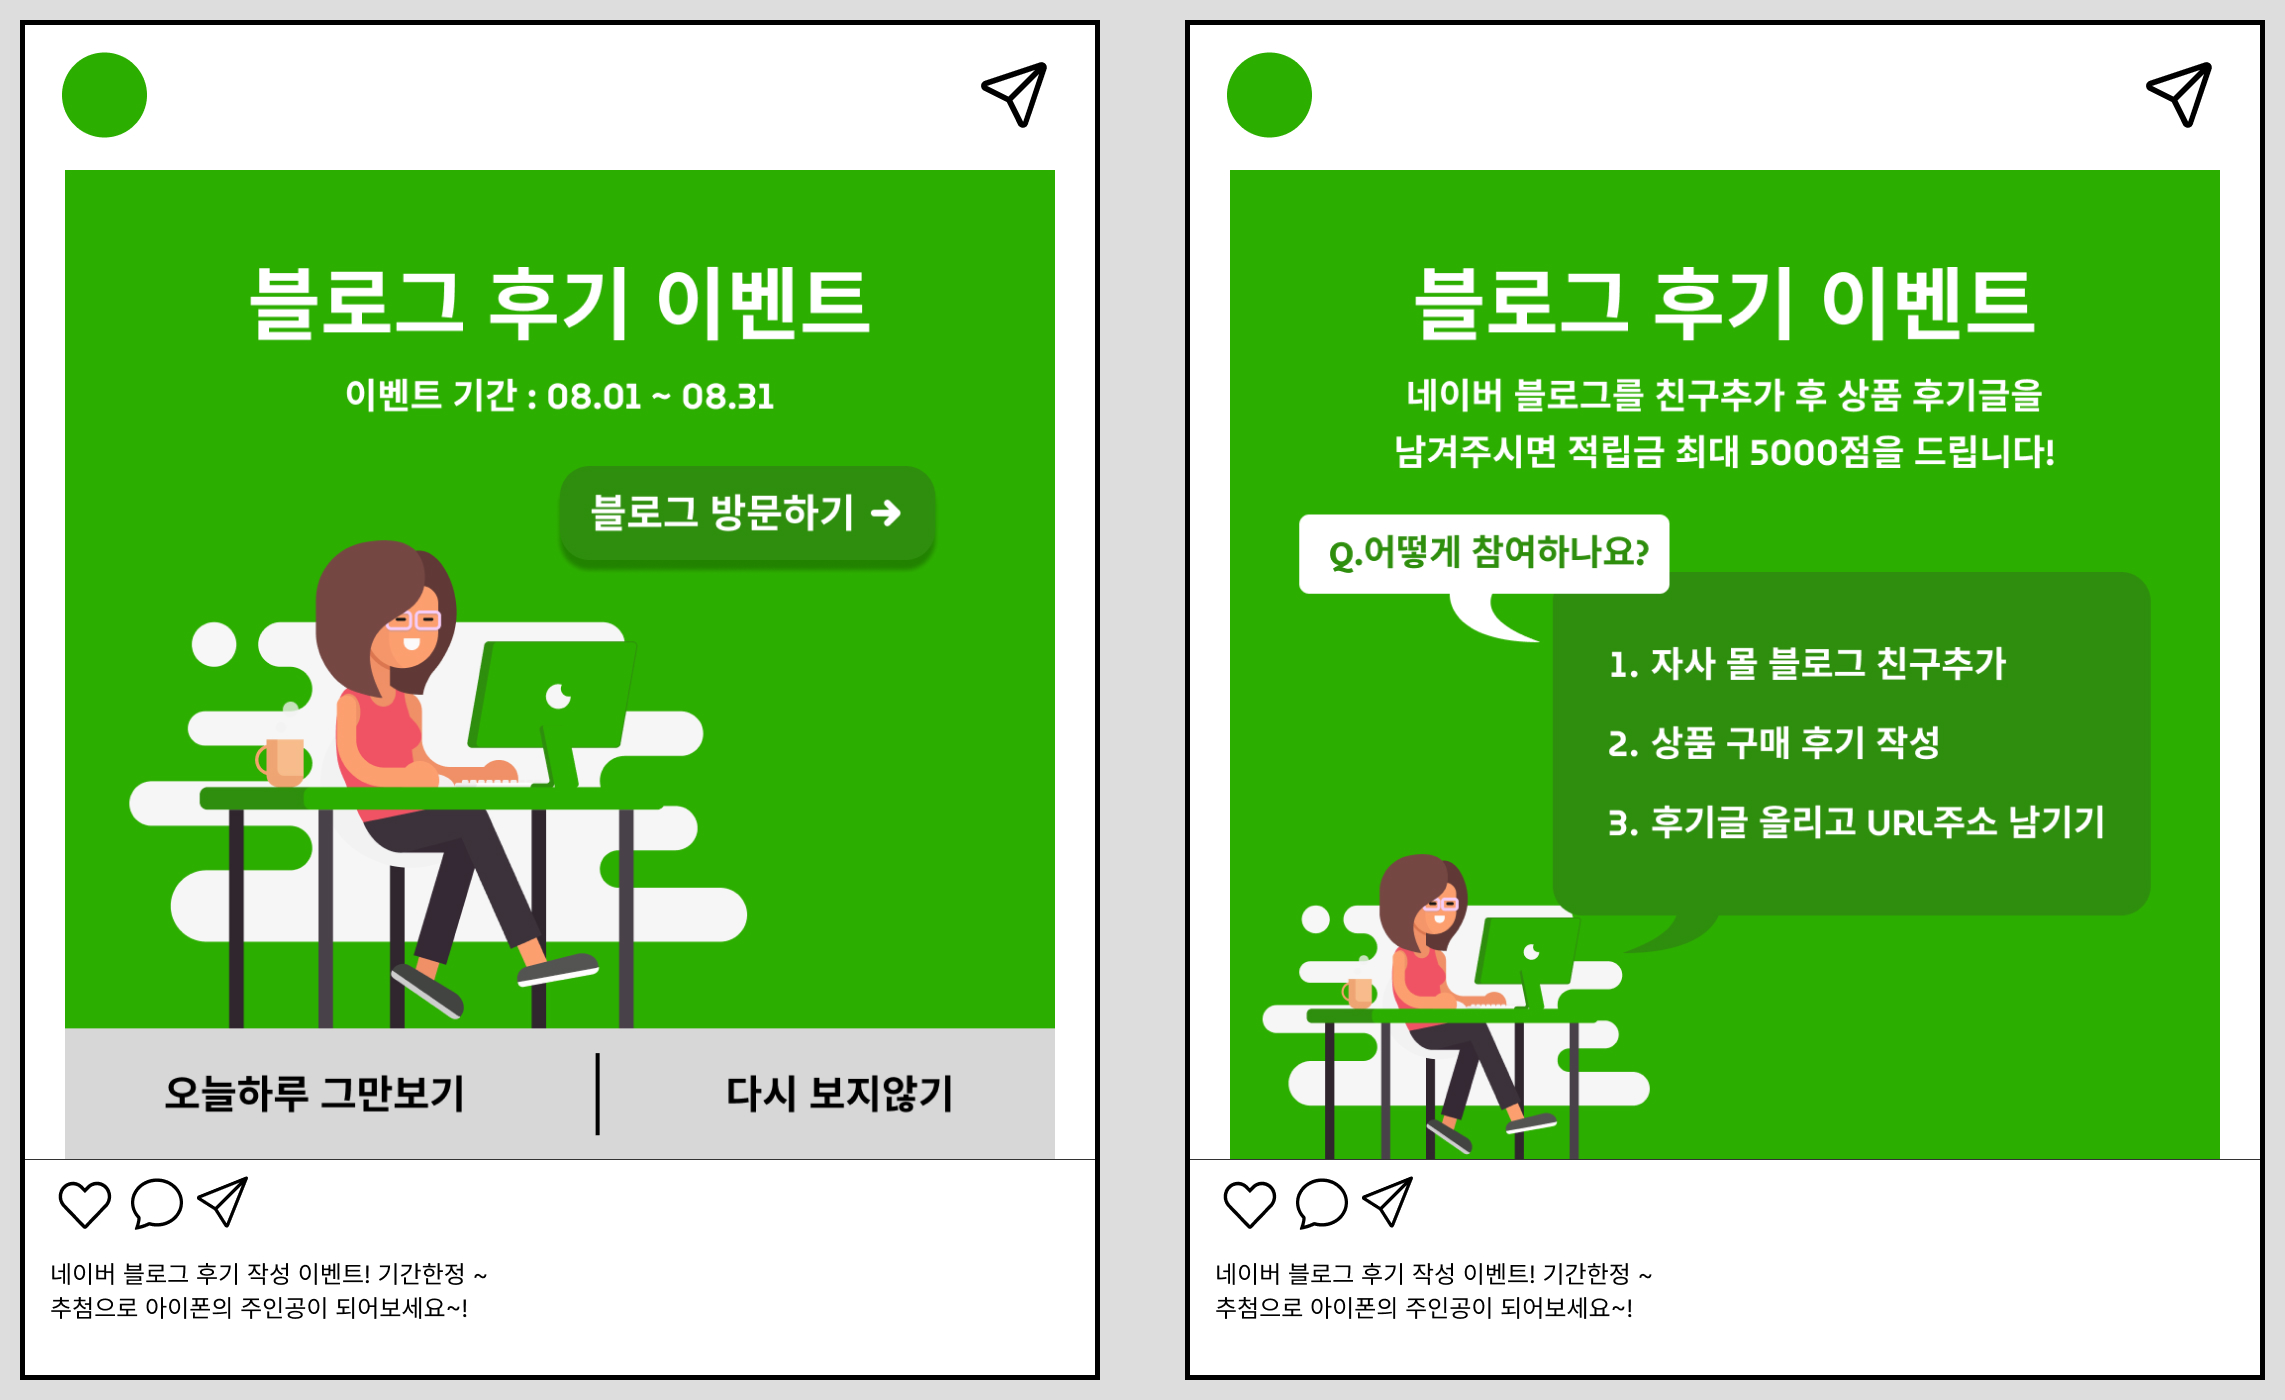 블로그 후기 이벤트
이벤트 기간 : 08.01 ~ 08.31
블로그 방문하기 →
오늘하루 그만보기
다시 보지않기
네이버 블로그 후기 작성 이벤트! 기간한정 ~
추첨으로 아이폰의 주인공이 되어보세요~!
블로그 후기 이벤트
네이버 블로그를 친구추가 후 상품 후기글을
남겨주시면 적립금 최대 5000점을 드립니다!
Q.어떻게 참여하나요?
1. 자사 몰 블로그 친구추가
2. 상품 구매 후기 작성
3. 후기글 올리고 URL주소 남기기
네이버 블로그 후기 작성 이벤트! 기간한정 ~
추첨으로 아이폰의 주인공이 되어보세요~!